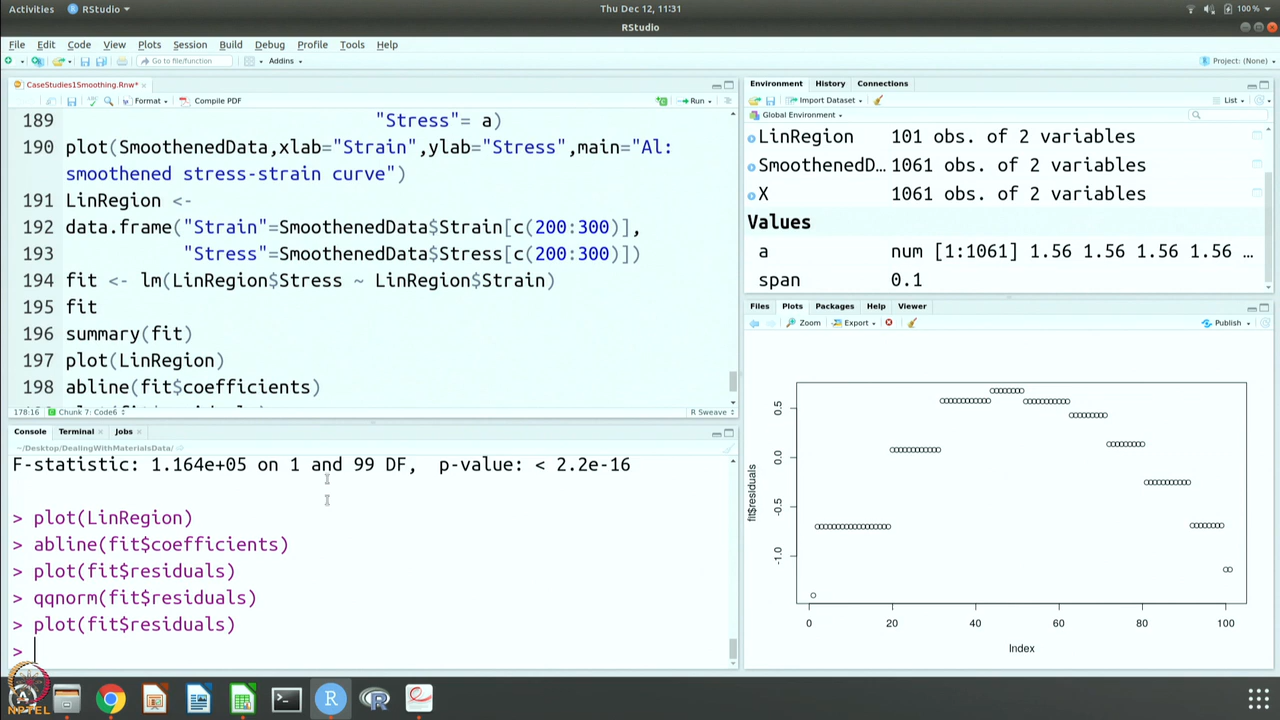 Activities RStudio Thu Dec 12, 11:31 100%
RStudio
File Edit Code View Plots Session Build Debug Profile Tools Help
Go to file/function Addins Project: (None)
CaseStudies1Smoothing.Rnw*
Format Compile PDF Run
189 "Stress"= a)
190 plot(SmoothenedData,xlab="Strain",ylab="Stress",main="Al:
smoothened stress-strain curve")
191 LinRegion <-
192 data.frame("Strain"=SmoothenedData$Strain[c(200:300)],
193 "Stress"=SmoothenedData$Stress[c(200:300)])
194 fit <- lm(LinRegion$Stress ~ LinRegion$Strain)
195 fit
196 summary(fit)
197 plot(LinRegion)
198 abline(fit$coefficients)
178:16 Chunk 7: Code6 R Sweave
Console Terminal Jobs
~/Desktop/DealingWithMaterialsData/
F-statistic: 1.164e+05 on 1 and 99 DF, p-value: < 2.2e-16
> plot(LinRegion)
> abline(fit$coefficients)
> plot(fit$residuals)
> qqnorm(fit$residuals)
> plot(fit$residuals)
>
Environment History Connections
Import Dataset List
Global Environment
LinRegion 101 obs. of 2 variables
SmoothenedD… 1061 obs. of 2 variables
X 1061 obs. of 2 variables
Values
a num [1:1061] 1.56 1.56 1.56 1.56 …
span 0.1
Files Plots Packages Help Viewer
Zoom Export Publish
fit$residuals
0.5
0.0
-0.5
-1.0
0 20 40 60 80 100
Index
NPTEL